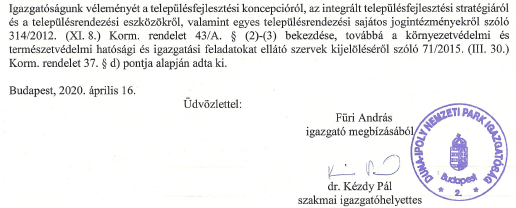 Igazgatóságunk véleményét a településfejlesztési koncepcióról, az integrált településfejlesztési stratégiáról
és a településrendezési eszközökről, valamint egyes településrendezési sajátos jogintézményekről szóló
314/2012. (XI. 8.) Korm. rendelet 43/A. § (2)-(3) bekezdése, továbbá a környezetvédelmi és
természetvédelmi hatósági és igazgatási feladatokat ellátó szervek kijelöléséről szóló 71/2015. (III. 30.)
Korm. rendelet 37. § d) pontja alapján adta ki.
Budapest, 2020. április 16.
Üdvözlettel:
Füri András
igazgató megbízásából
dr. Kézdy Pál
szakmai igazgatóhelyettes
DUNA-IPOLY NEMZETI PARK IGAZGATÓSÁG
Budapest
2.